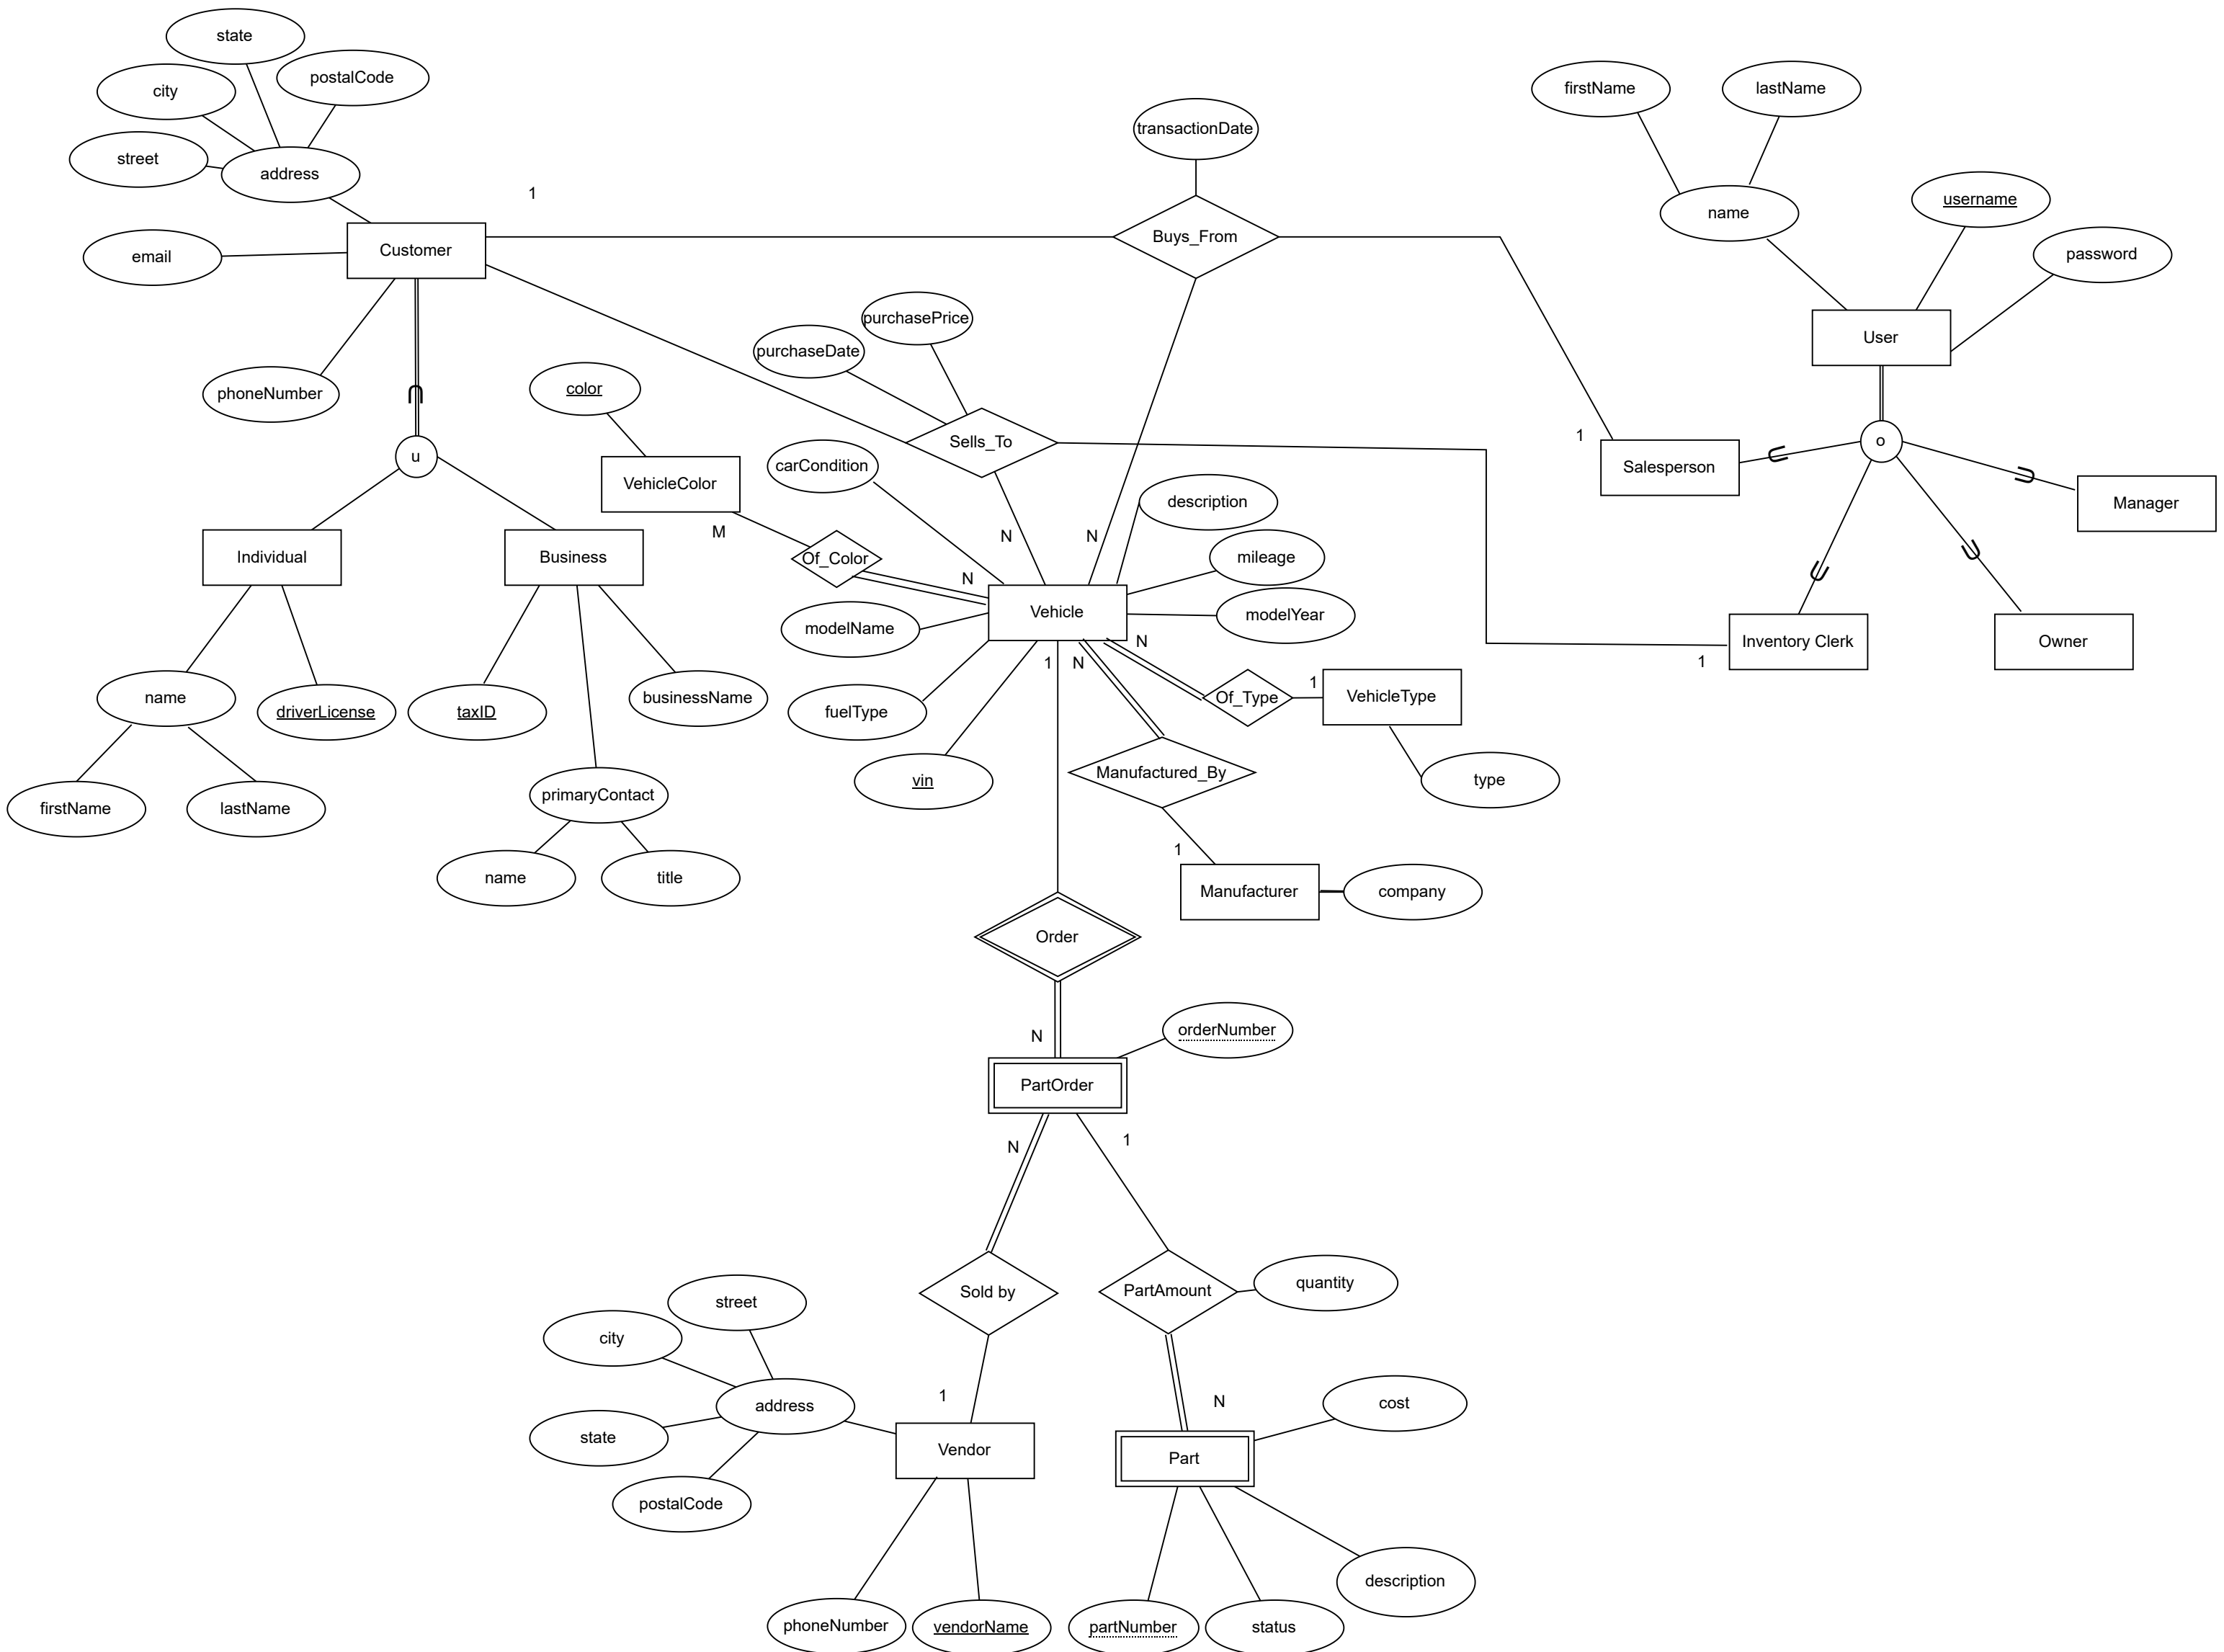 state
postalCode
city
street
address
1
Customer
email
phoneNumber
u
Individual
Business
name
driverLicense
taxID
businessName
firstName
lastName
primaryContact
name
title
transactionDate
Buys_From
purchasePrice
purchaseDate
Sells_To
color
VehicleColor
M
Of_Color
N
carCondition
N
N
description
mileage
modelYear
Vehicle
modelName
fuelType
vin
1
N
N
Of_Type
1
VehicleType
type
Manufactured_By
1
Manufacturer
company
firstName
lastName
name
username
password
User
o
1
Salesperson
Manager
Inventory Clerk
1
Owner
Order
N
orderNumber
PartOrder
N
1
Sold by
PartAmount
quantity
street
city
address
state
postalCode
1
Vendor
phoneNumber
vendorName
N
cost
Part
description
partNumber
status